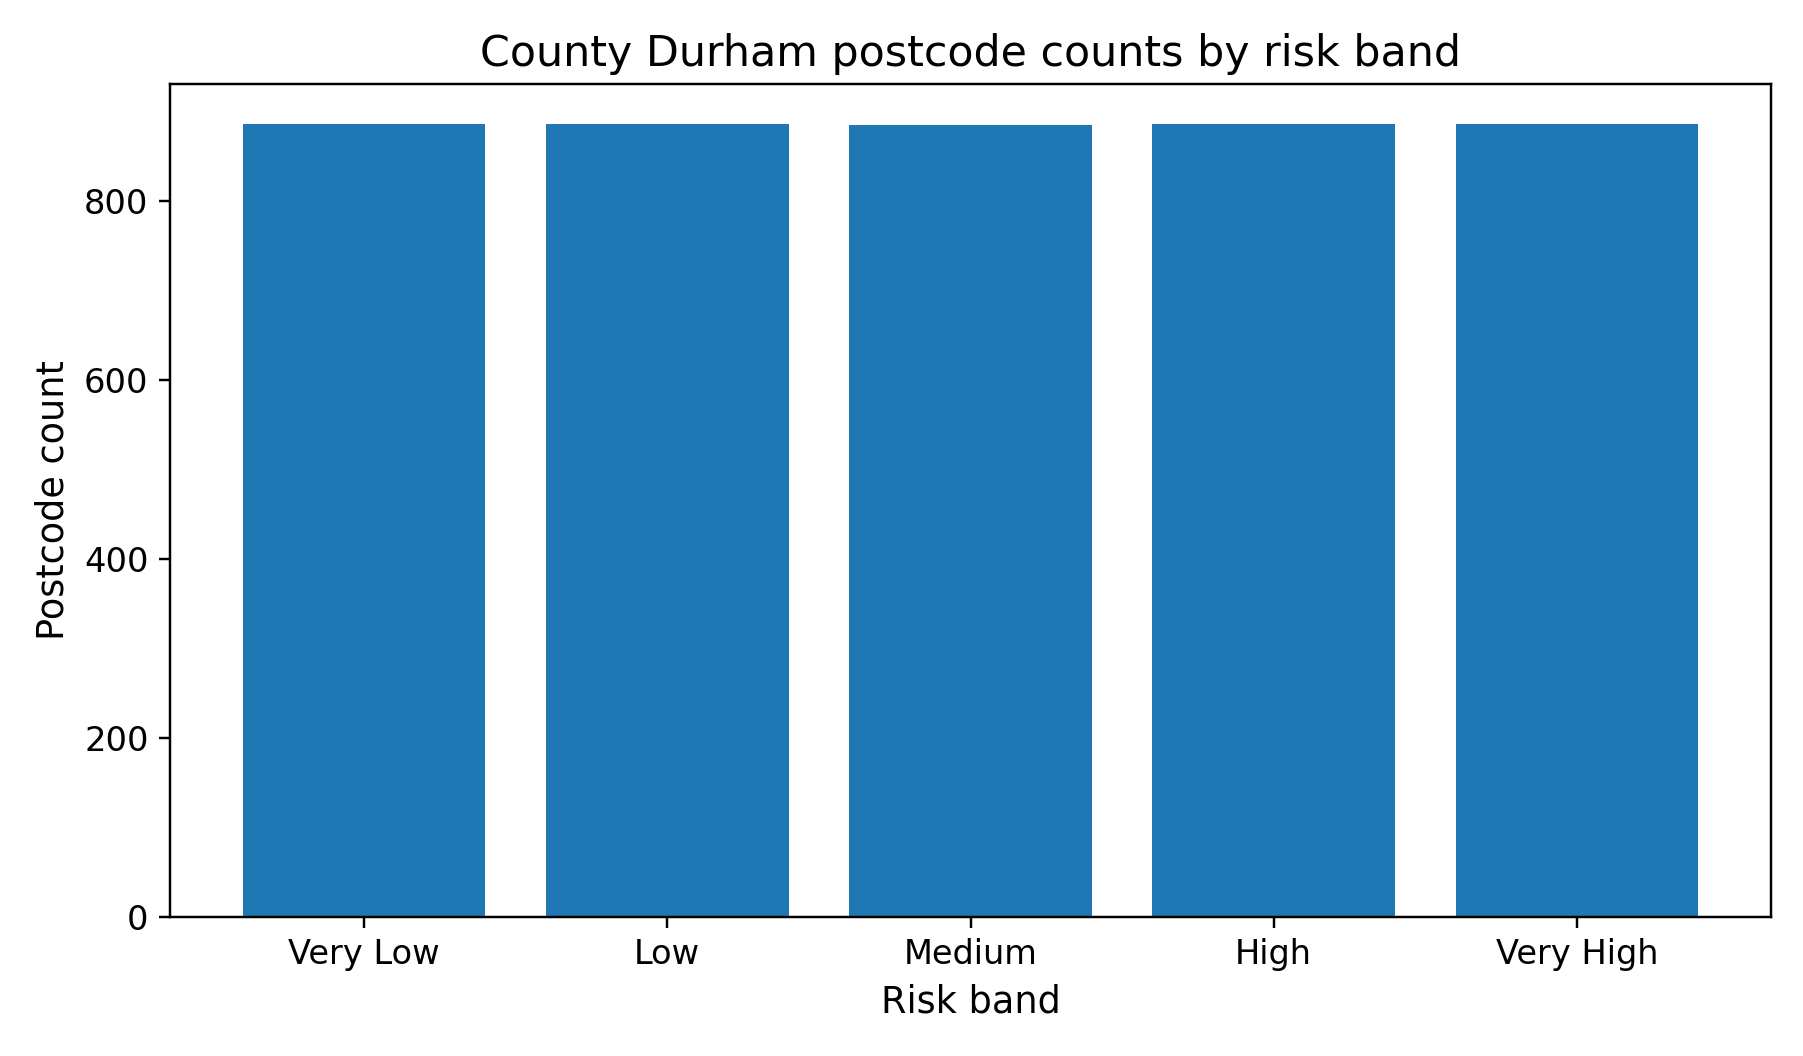 County Durham postcode counts by risk band
Postcode count
800
600
400
200
0
Very Low Low Medium High Very High
Risk band